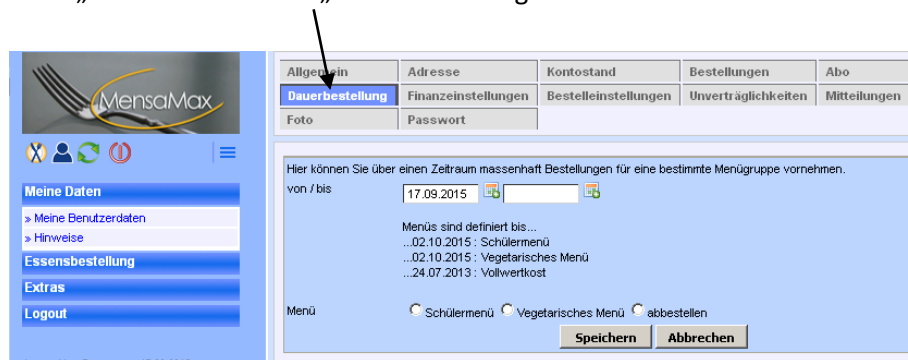 MensaMax
Meine Daten
» Meine Benutzerdaten
» Hinweise
Essensbestellung
Extras
Logout
Allgemein Adresse Kontostand Bestellungen Abo
Dauerbestellung Finanzeinstellungen Bestelleinstellungen Unverträglichkeiten Mitteilungen
Foto Passwort
Hier können Sie über einen Zeitraum massenhaft Bestellungen für eine bestimmte Menügruppe vornehmen.
von / bis 17.09.2015
Menüs sind definiert bis...
...02.10.2015 : Schülermenü
...02.10.2015 : Vegetarisches Menü
...24.07.2013 : Vollwertkost
Menü Schülermenü Vegetarisches Menü abbestellen
Speichern Abbrechen